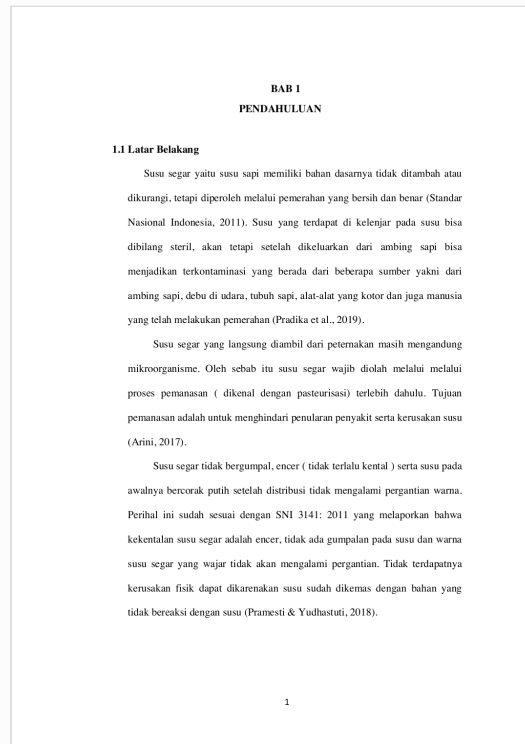 BAB 1
PENDAHULUAN
1.1 Latar Belakang
Susu segar yaitu susu sapi memiliki bahan dasarnya tidak ditambah atau
dikurangi, tetapi diperoleh melalui pemerahan yang bersih dan benar (Standar
Nasional Indonesia, 2011). Susu yang terdapat di kelenjar pada susu bisa
dibilang steril, akan tetapi setelah dikeluarkan dari ambing sapi bisa
menjadikan terkontaminasi yang berada dari beberapa sumber yakni dari
ambing sapi, debu di udara, tubuh sapi, alat-alat yang kotor dan juga manusia
yang telah melakukan pemerahan (Pradika et al., 2019).
Susu segar yang langsung diambil dari peternakan masih mengandung
mikroorganisme. Oleh sebab itu susu segar wajib diolah melalui melalui
proses pemanasan ( dikenal dengan pasteurisasi) terlebih dahulu. Tujuan
pemanasan adalah untuk menghindari penularan penyakit serta kerusakan susu
(Arini, 2017).
Susu segar tidak bergumpal, encer ( tidak terlalu kental ) serta susu pada
awalnya bercorak putih setelah distribusi tidak mengalami pergantian warna.
Perihal ini sudah sesuai dengan SNI 3141: 2011 yang melaporkan bahwa
kekentalan susu segar adalah encer, tidak ada gumpalan pada susu dan warna
susu segar yang wajar tidak akan mengalami pergantian. Tidak terdapatnya
kerusakan fisik dapat dikarenakan susu sudah dikemas dengan bahan yang
tidak bereaksi dengan susu (Pramesti & Yudhastuti, 2018).
1